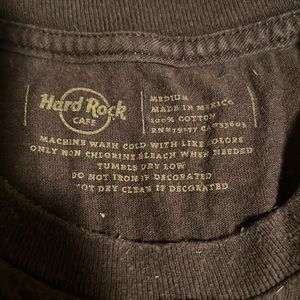 Hard Rock
CAFE
MEDIUM
MADE IN MEXICO
100% COTTON
MACHINE WASH COLD WITH LIKE COLORS
ONLY NON CHLORINE BLEACH WHEN NEEDED
TUMBLE DRY LOW
DO NOT IRON IF DECORATED
NOT DRY CLEAN IF DECORATED